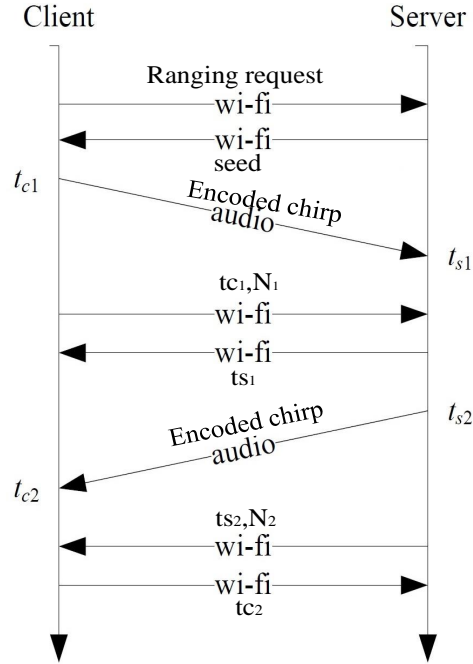 Client Server
Ranging request
wi-fi
wi-fi
seed
tc1
Encoded chirp
audio
ts1
tc1,N1
wi-fi
wi-fi
ts1
ts2
Encoded chirp
audio
tc2
ts2,N2
wi-fi
wi-fi
tc2